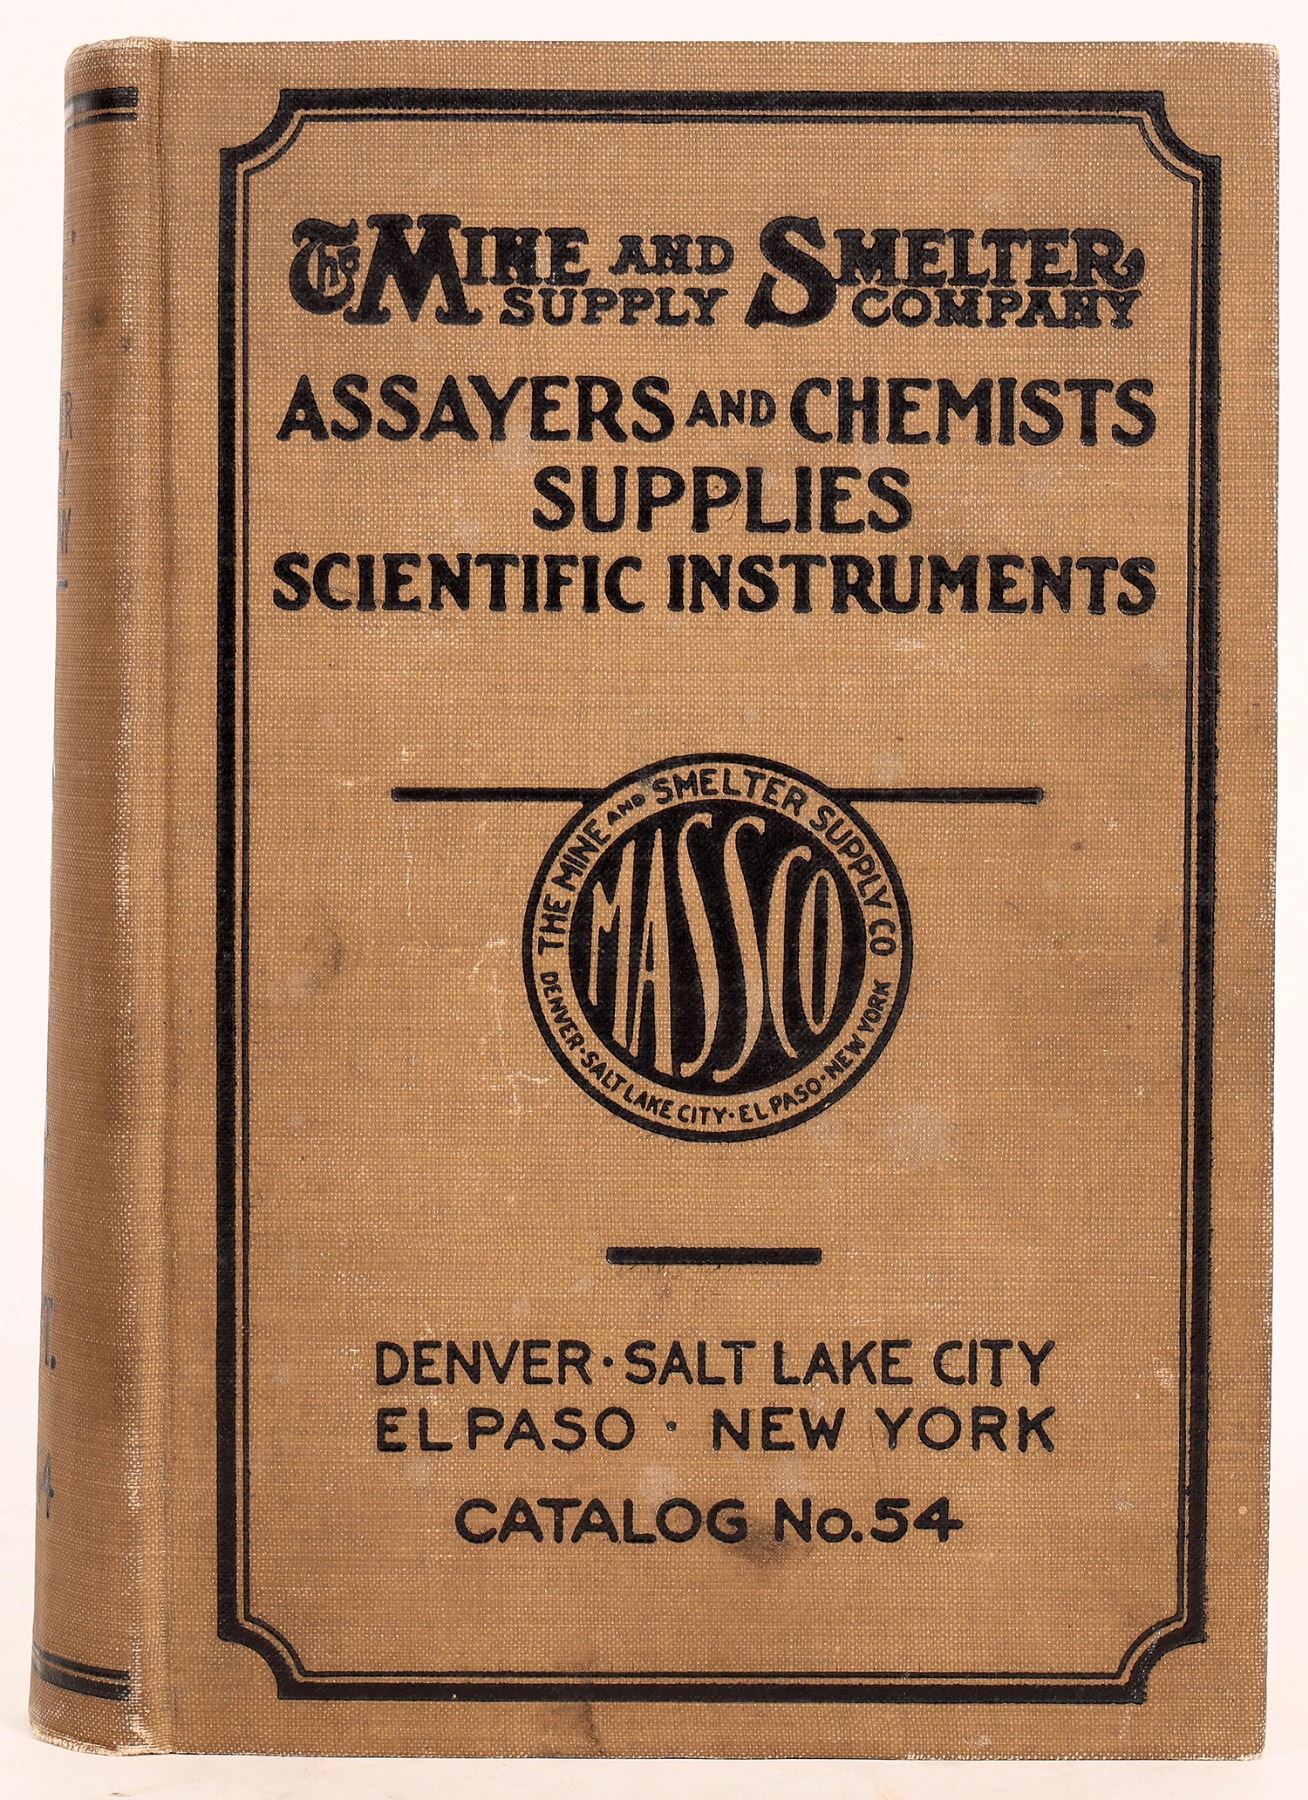 The MINE AND SMELTER
SUPPLY COMPANY
ASSAYERS AND CHEMISTS
SUPPLIES
SCIENTIFIC INSTRUMENTS
THE MINE AND SMELTER SUPPLY CO
MASSCO
DENVER·SALT LAKE CITY·EL PASO·NEW YORK
DENVER·SALT LAKE CITY
EL PASO · NEW YORK
CATALOG No. 54